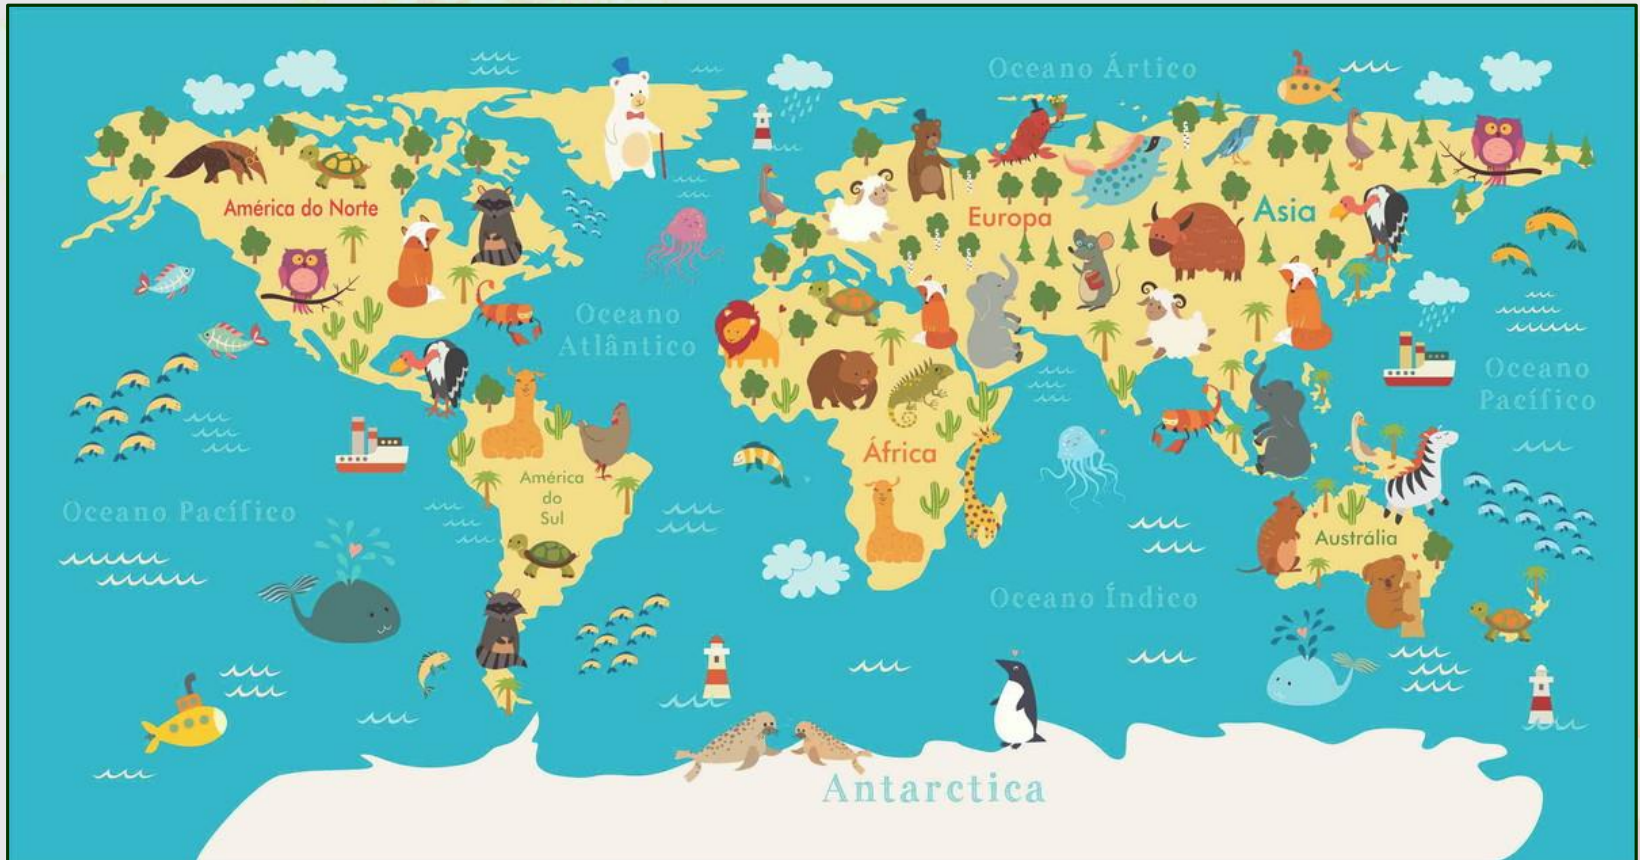 Oceano Ártico
América do Norte
Europa
Asia
Oceano
Atlântico
Oceano
Pacífico
África
América
do
Sul
Oceano Pacífico
Austrália
Oceano Índico
Antarctica